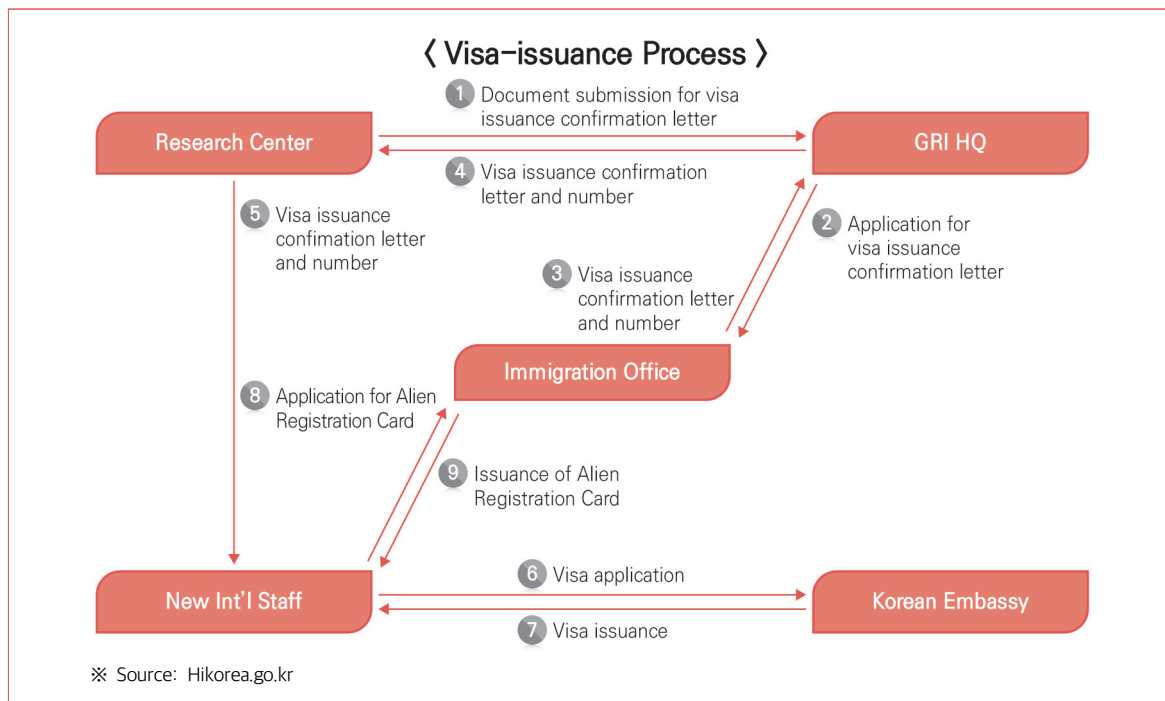 〈 Visa-issuance Process 〉
1 Document submission for visa
issuance confirmation letter
Research Center
GRI HQ
4 Visa issuance confirmation
letter and number
5 Visa issuance
confimation letter
and number
2 Application for
visa issuance
confirmation letter
3 Visa issuance
confirmation letter
and number
Immigration Office
8 Application for Alien
Registration Card
9 Issuance of Alien
Registration Card
6 Visa application
New Int'l Staff
Korean Embassy
7 Visa issuance
※ Source: Hikorea.go.kr